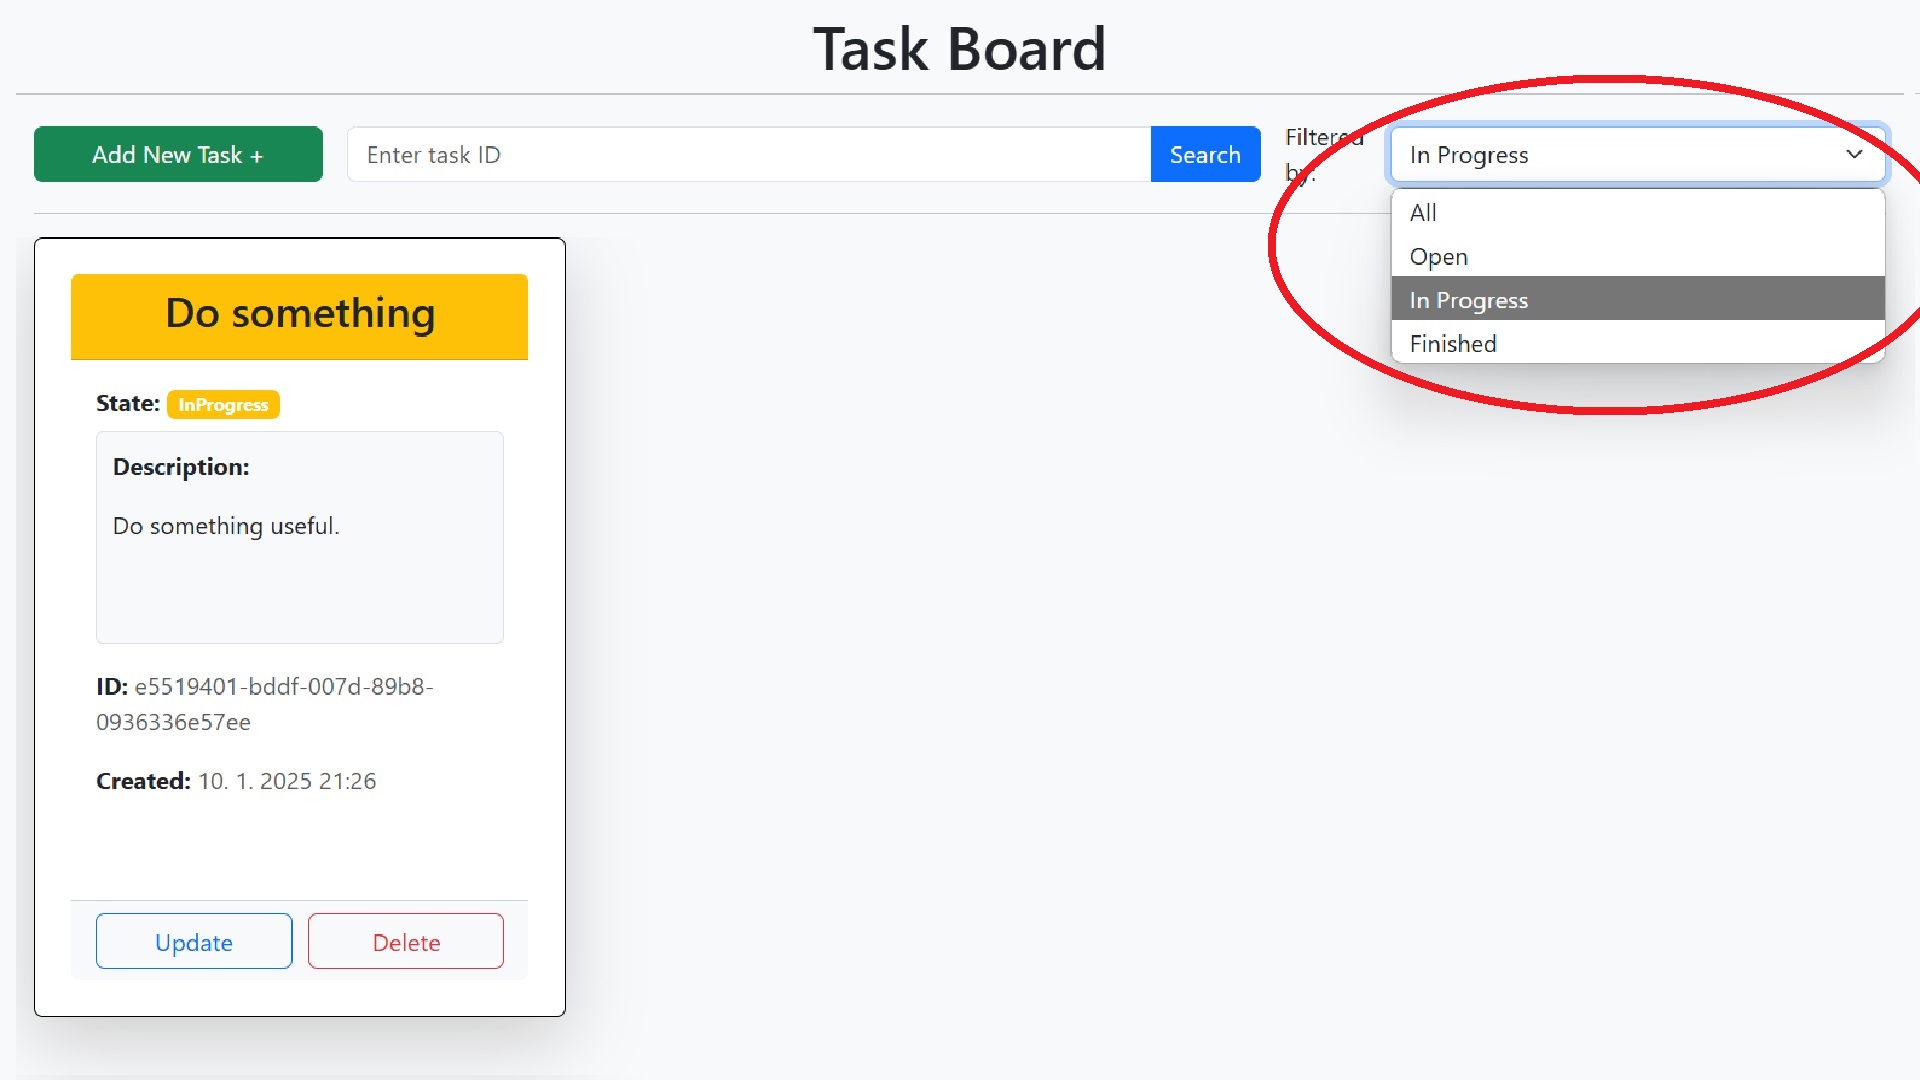 Task Board
Add New Task +
Enter task ID
Search
Filtered
by:
In Progress
All
Open
In Progress
Finished
Do something
State: InProgress
Description:
Do something useful.
ID: e5519401-bddf-007d-89b8-
0936336e57ee
Created: 10. 1. 2025 21:26
Update
Delete